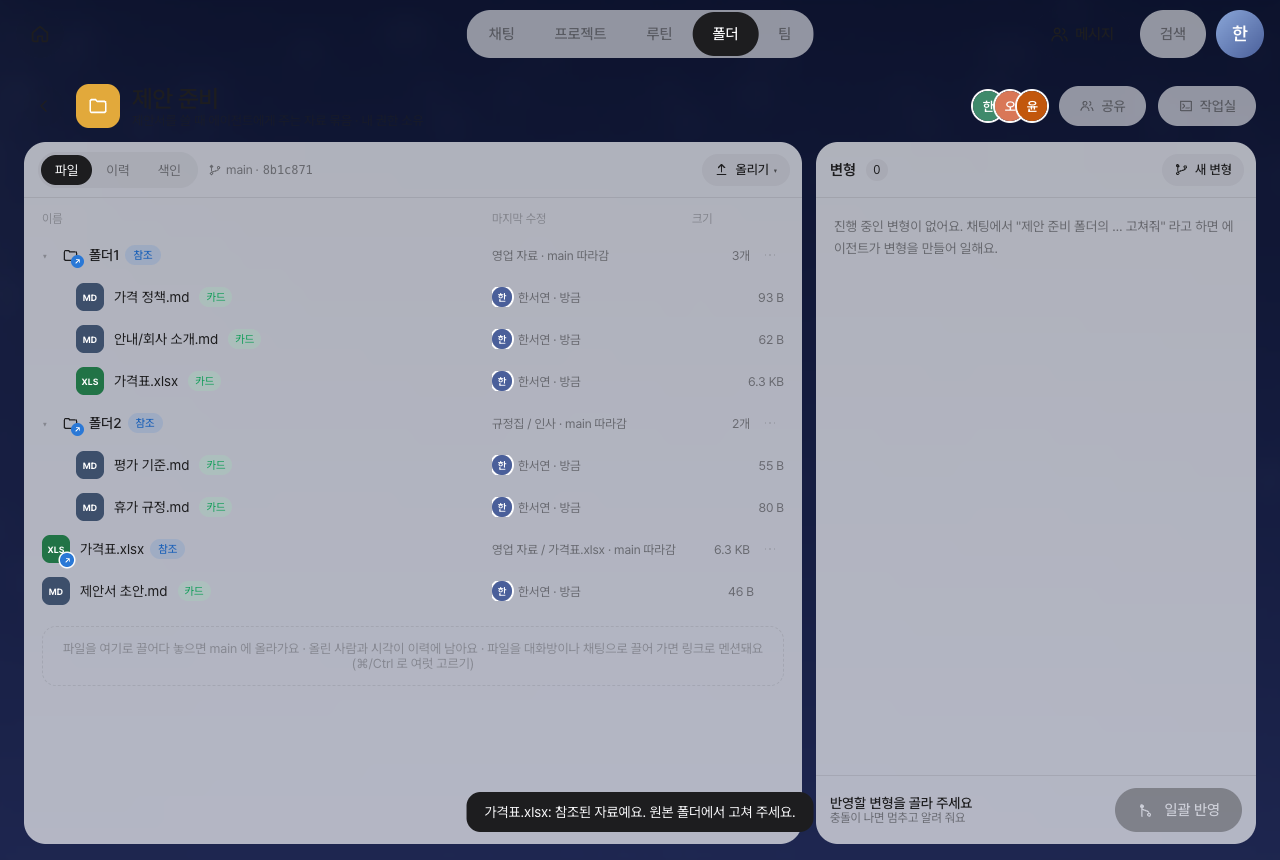 채팅 프로젝트 루틴 폴더 팀 메시지 검색 한
제안 준비
한 오 윤 공유 작업실
파일 이력 색인 main · 8b1c871 올리기
변형 0 새 변형
이름 마지막 수정 크기
진행 중인 변형이 없어요. 채팅에서 "제안 준비 폴더의 … 고쳐줘" 라고 하면 에
이전트가 변형을 만들어 일해요.
폴더1 참조 영업 자료 · main 따라감 3개 ···
MD 가격 정책.md 카드 한 한서연 · 방금 93 B
MD 안내/회사 소개.md 카드 한 한서연 · 방금 62 B
XLS 가격표.xlsx 카드 한 한서연 · 방금 6.3 KB
폴더2 참조 규정집 / 인사 · main 따라감 2개 ···
MD 평가 기준.md 카드 한 한서연 · 방금 55 B
MD 휴가 규정.md 카드 한 한서연 · 방금 80 B
XLS 가격표.xlsx 참조 영업 자료 / 가격표.xlsx · main 따라감 6.3 KB ···
MD 제안서 초안.md 카드 한 한서연 · 방금 46 B
파일을 여기로 끌어다 놓으면 main 에 올라가요 · 올린 사람과 시각이 이력에 남아요 · 파일을 대화방이나 채팅으로 끌어 가면 링크로 멘션돼요
(⌘/Ctrl 로 여럿 고르기)
가격표.xlsx: 참조된 자료예요. 원본 폴더에서 고쳐 주세요.
반영할 변형을 골라 주세요
충돌이 나면 멈추고 알려 줘요
일괄 반영